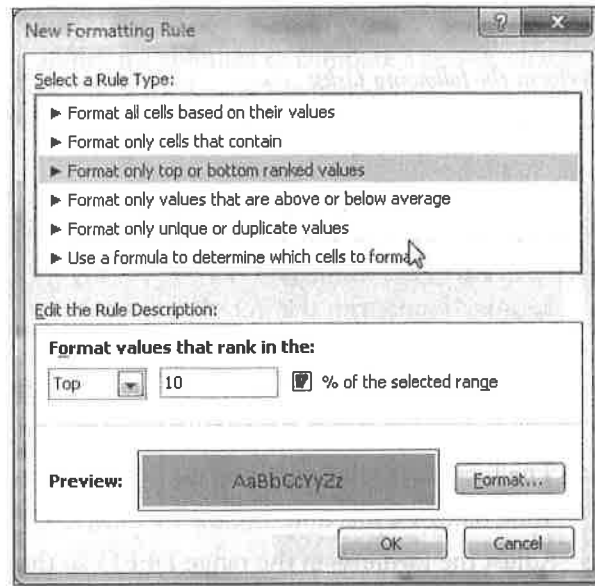 New Formatting Rule
Select a Rule Type:
► Format all cells based on their values
► Format only cells that contain
► Format only top or bottom ranked values
► Format only values that are above or below average
► Format only unique or duplicate values
► Use a formula to determine which cells to forma
Edit the Rule Description:
Format values that rank in the:
Top 10 % of the selected range
Preview: AaBbCcYyZz Format...
OK Cancel